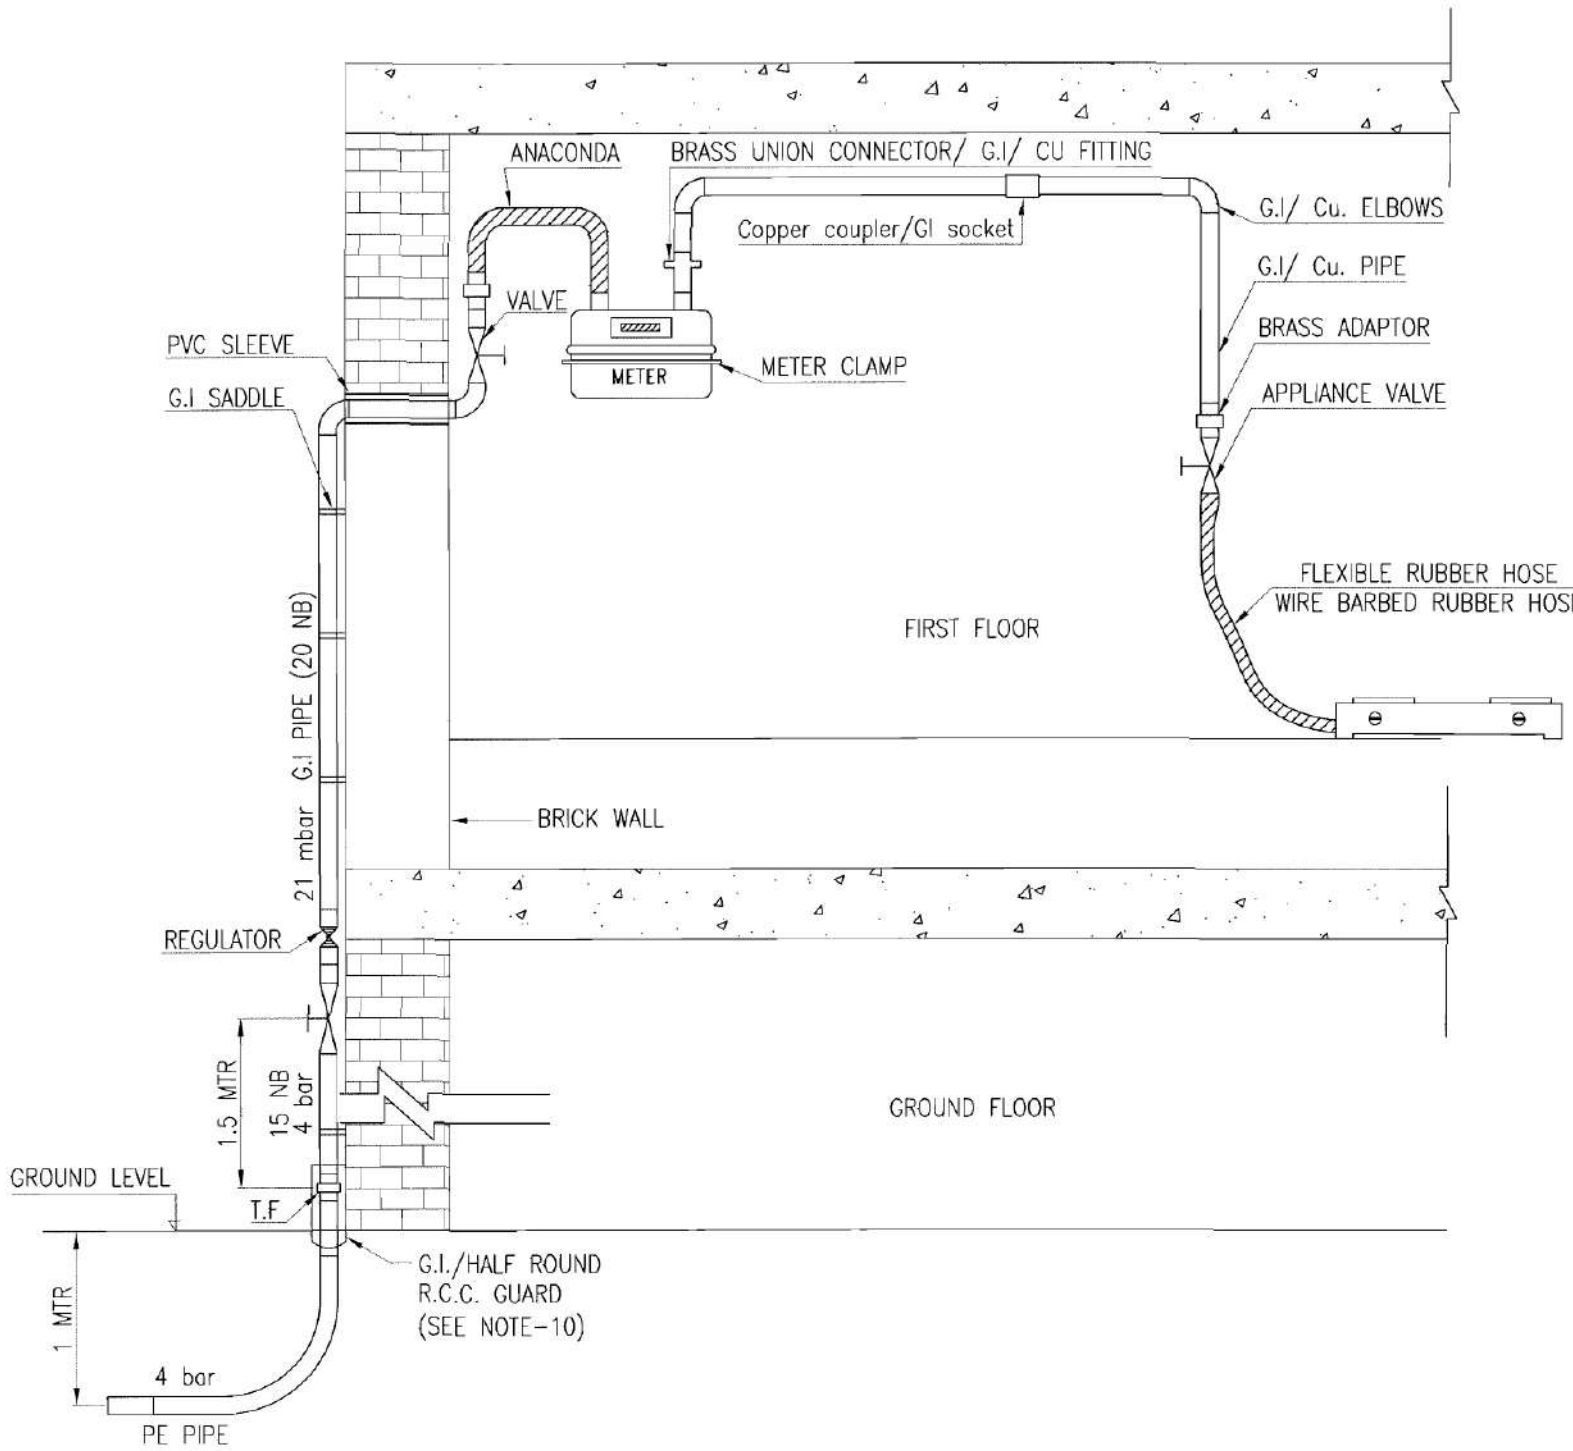 ANACONDA
BRASS UNION CONNECTOR/ G.I/ CU FITTING
G.I/ Cu. ELBOWS
Copper coupler/GI socket
G.I/ Cu. PIPE
VALVE
BRASS ADAPTOR
PVC SLEEVE
METER CLAMP
METER
G.I SADDLE
APPLIANCE VALVE
FLEXIBLE RUBBER HOSE
WIRE BARBED RUBBER HOSE
FIRST FLOOR
21 mbar G.I PIPE (20 NB)
BRICK WALL
REGULATOR
1.5 MTR
15 NB
4 bar
GROUND FLOOR
GROUND LEVEL
T.F
G.I./HALF ROUND
R.C.C. GUARD
(SEE NOTE-10)
1 MTR
4 bar
PE PIPE